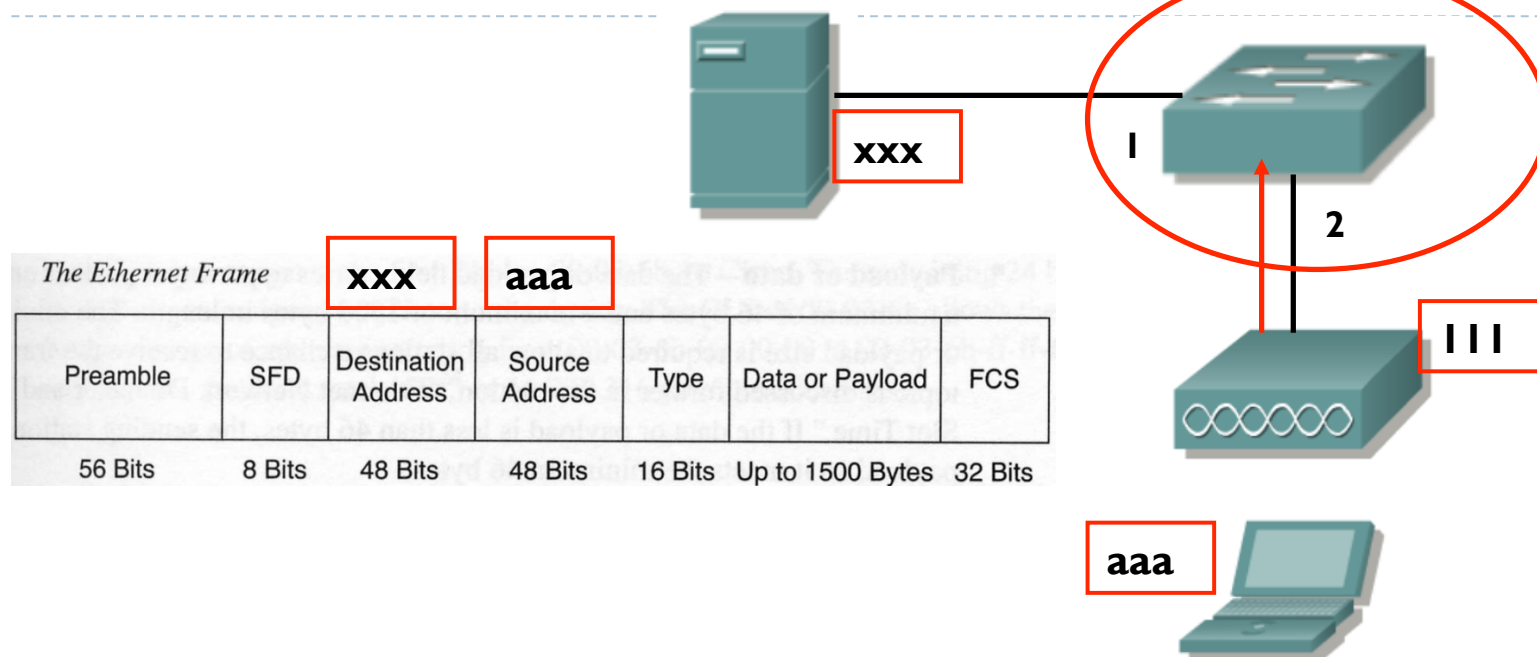 xxx
1
2
The Ethernet Frame
xxx
aaa
Preamble
SFD
Destination
Address
Source
Address
Type
Data or Payload
FCS
56 Bits
8 Bits
48 Bits
48 Bits
16 Bits
Up to 1500 Bytes
32 Bits
111
aaa